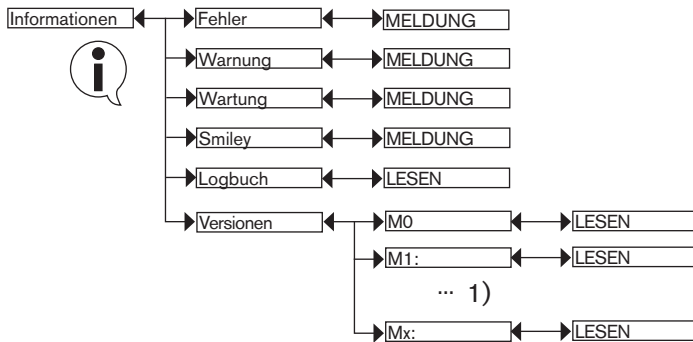 Informationen Fehler MELDUNG
Warnung MELDUNG
Wartung MELDUNG
Smiley MELDUNG
Logbuch LESEN
Versionen M0 LESEN
M1: LESEN
... 1)
Mx: LESEN